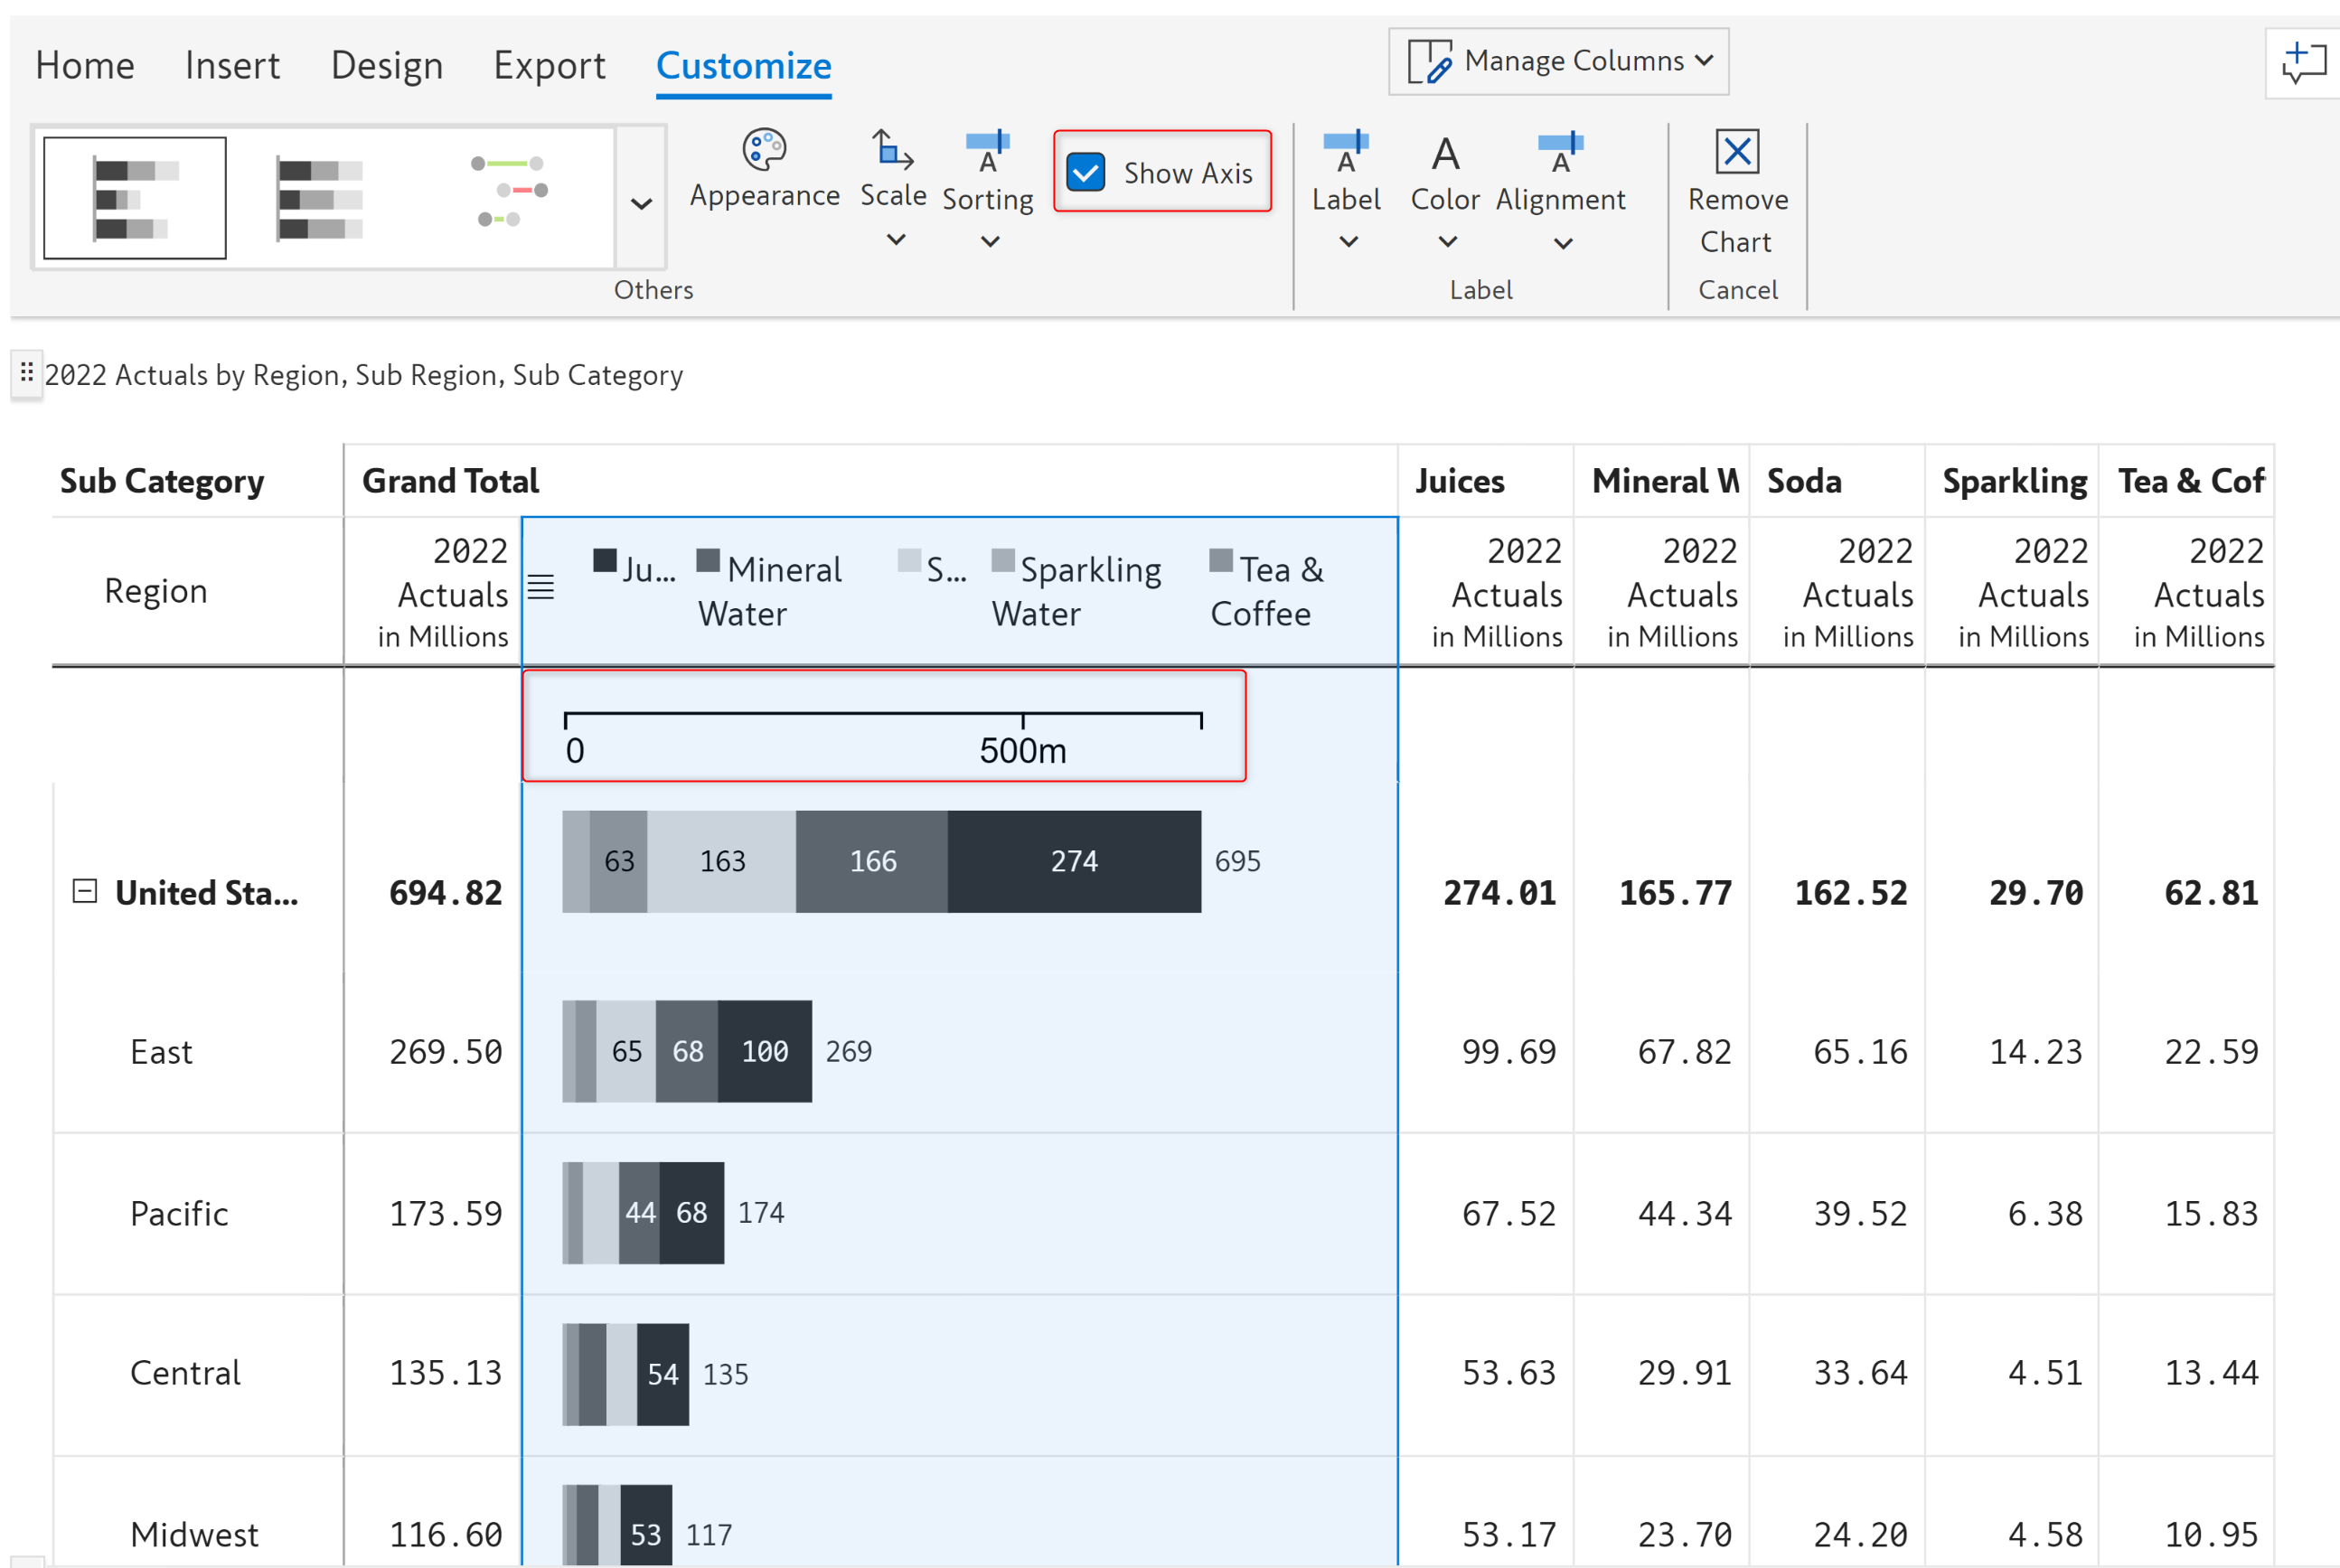 Home Insert Design Export Customize Manage Columns
Appearance Scale Sorting Show Axis Label Color Alignment Remove Chart
Others Label Cancel
2022 Actuals by Region, Sub Region, Sub Category
Sub Category Grand Total Juices Mineral W Soda Sparkling Tea & Cof
Region 2022 Actuals in Millions Ju... Mineral Water S... Sparkling Water Tea & Coffee 2022 Actuals in Millions 2022 Actuals in Millions 2022 Actuals in Millions 2022 Actuals in Millions 2022 Actuals in Millions
0 500m
United Sta... 694.82 63 163 166 274 695 274.01 165.77 162.52 29.70 62.81
East 269.50 65 68 100 269 99.69 67.82 65.16 14.23 22.59
Pacific 173.59 44 68 174 67.52 44.34 39.52 6.38 15.83
Central 135.13 54 135 53.63 29.91 33.64 4.51 13.44
Midwest 116.60 53 117 53.17 23.70 24.20 4.58 10.95